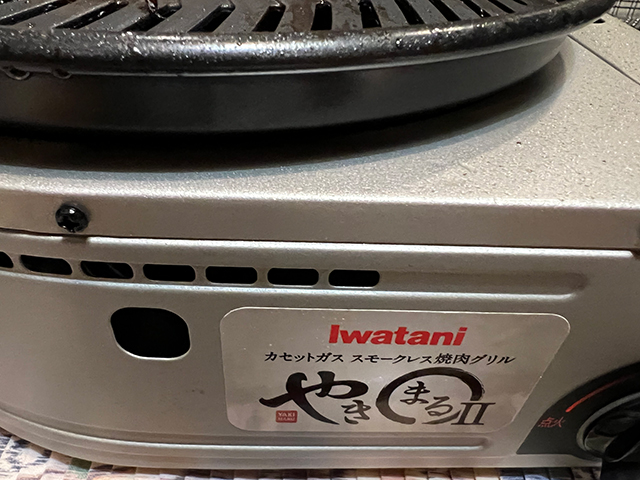 Iwatani
カセットガス スモークレス焼肉グリル
やきまるII
YAKI
MARU
点火